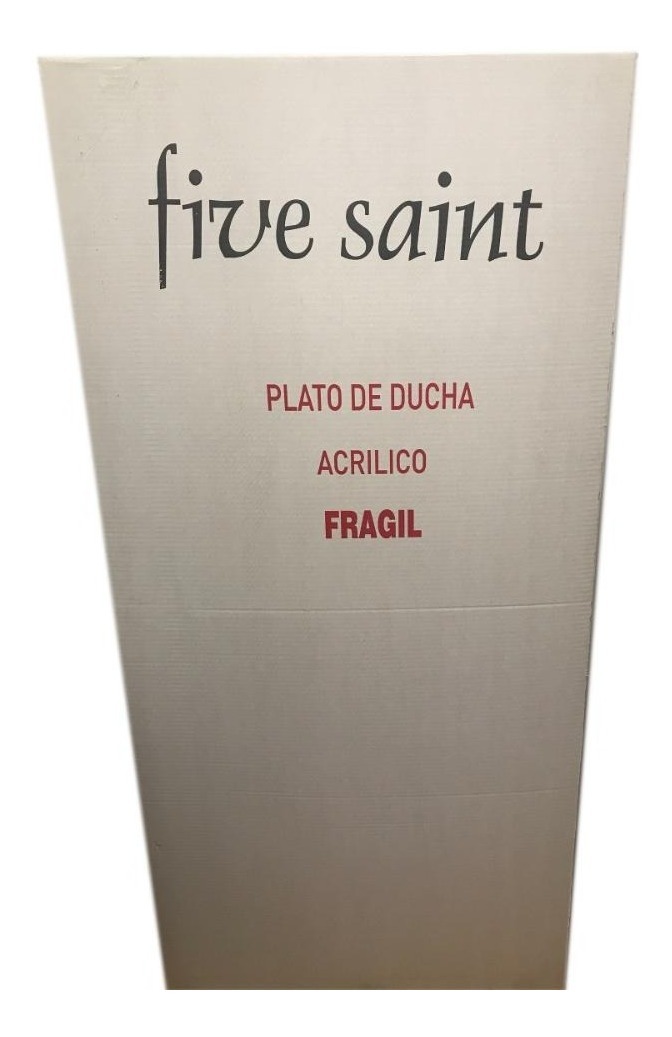 five saint
PLATO DE DUCHA
ACRILICO
FRAGIL